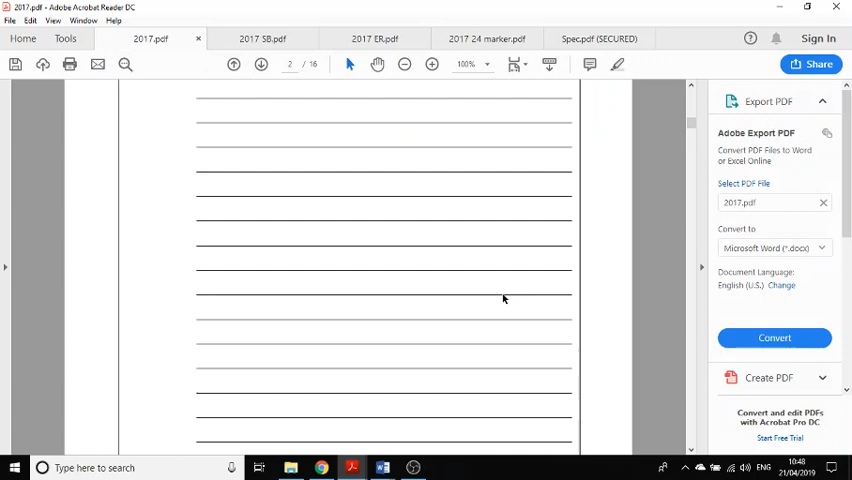 2017.pdf - Adobe Acrobat Reader DC
File Edit View Window Help
Home Tools 2017.pdf × 2017 SB.pdf 2017 ER.pdf 2017 24 marker.pdf Spec.pdf (SECURED) Sign In
2 / 16 100% Share
Export PDF
Adobe Export PDF
Convert PDF Files to Word
or Excel Online
Select PDF File
2017.pdf
Convert to
Microsoft Word (*.docx)
Document Language:
English (U.S.) Change
Convert
Create PDF
Convert and edit PDFs
with Acrobat Pro DC
Start Free Trial
Type here to search
ENG
10:48
21/04/2019